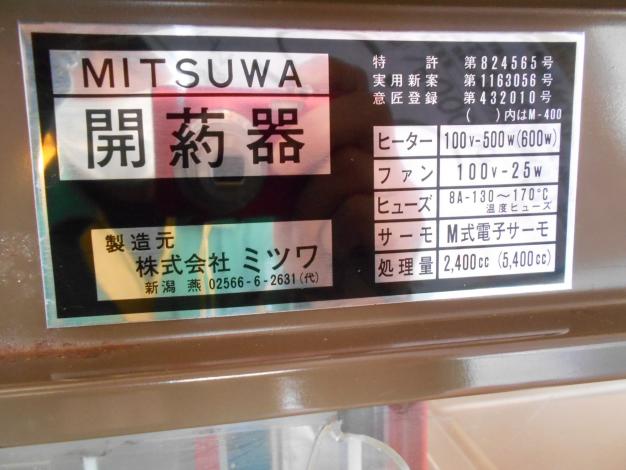 MITSUWA
開葯器
製造元
株式会社 ミツワ
新潟 燕 02566-6-2631(代)
特許 第824565号
実用新案 第1163056号
意匠登録 第432010号
( )内はM-400
ヒーター 100V-500W(600W)
ファン 100V-25W
ヒューズ 8A-130~170°C
温度ヒューズ
サーモ M式電子サーモ
処理量 2,400cc (5,400cc)